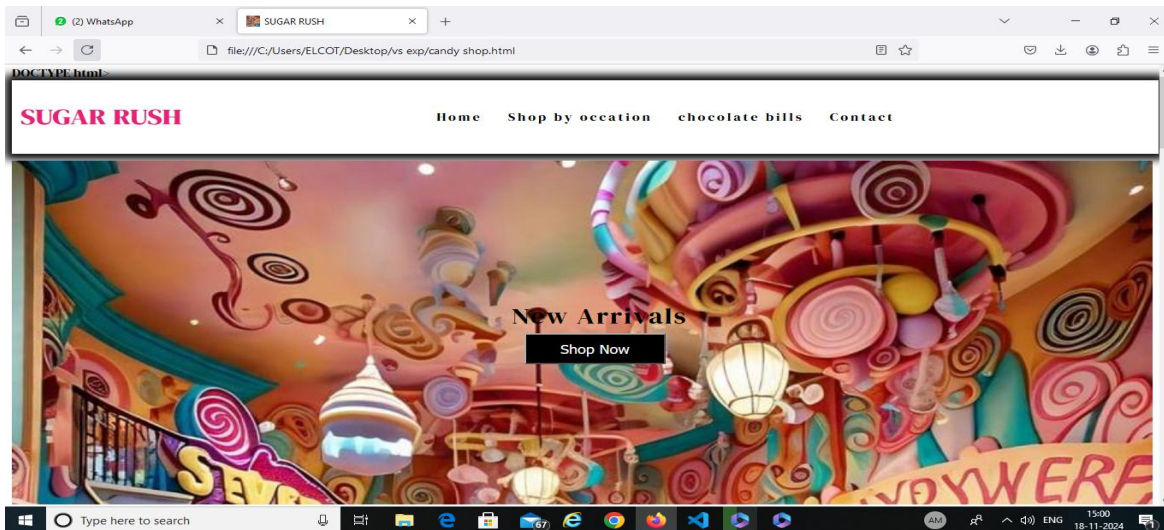 2 (2) WhatsApp
SUGAR RUSH
file:///C:/Users/ELCOT/Desktop/vs exp/candy shop.html
DOCTYPE html>
SUGAR RUSH Home Shop by occation chocolate bills Contact
New Arrivals
Shop Now
Type here to search
67
AM
ENG
15:00
18-11-2024